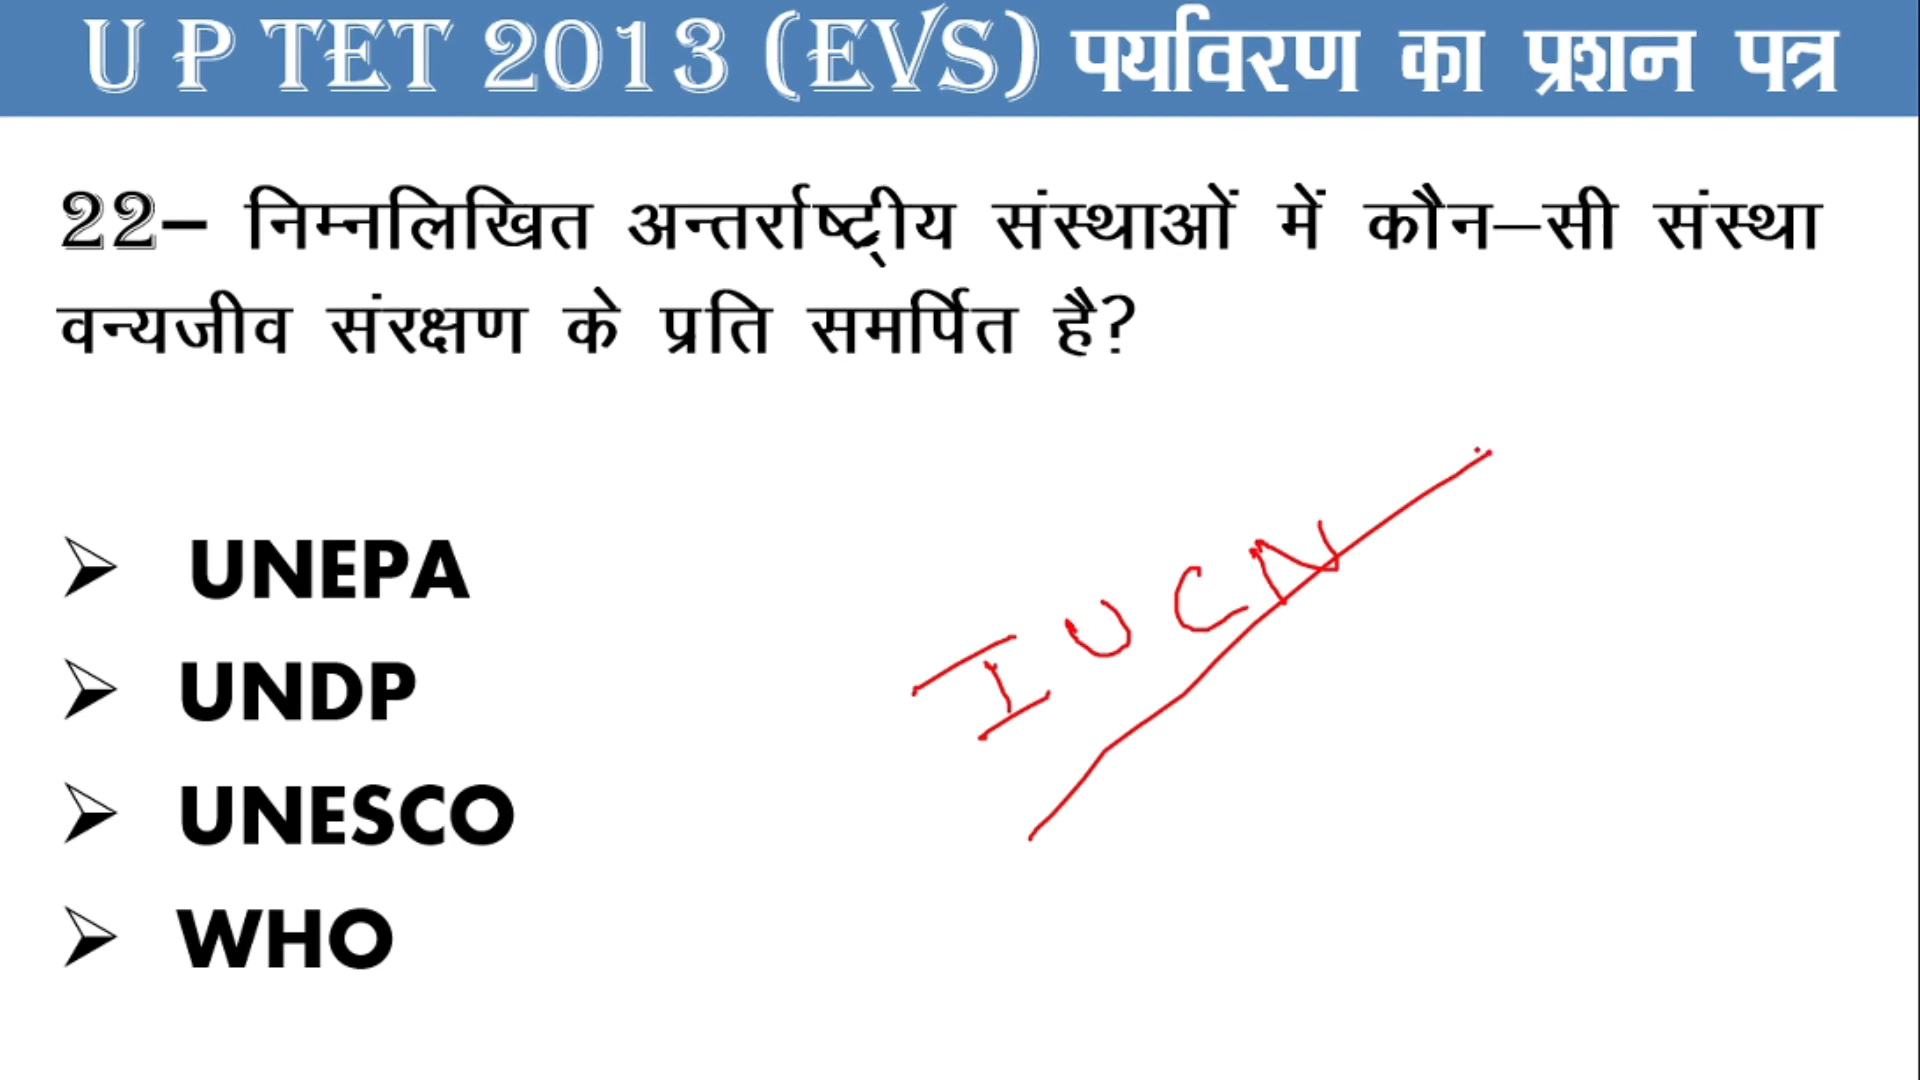 U P TET 2013 (EVS) पर्यावरण का प्रशन पत्र
22– निम्नलिखित अन्तर्राष्ट्रीय संस्थाओं में कौन–सी संस्था
वन्यजीव संरक्षण के प्रति समर्पित है?
IUCN
➢ UNEPA
➢ UNDP
➢ UNESCO
➢ WHO